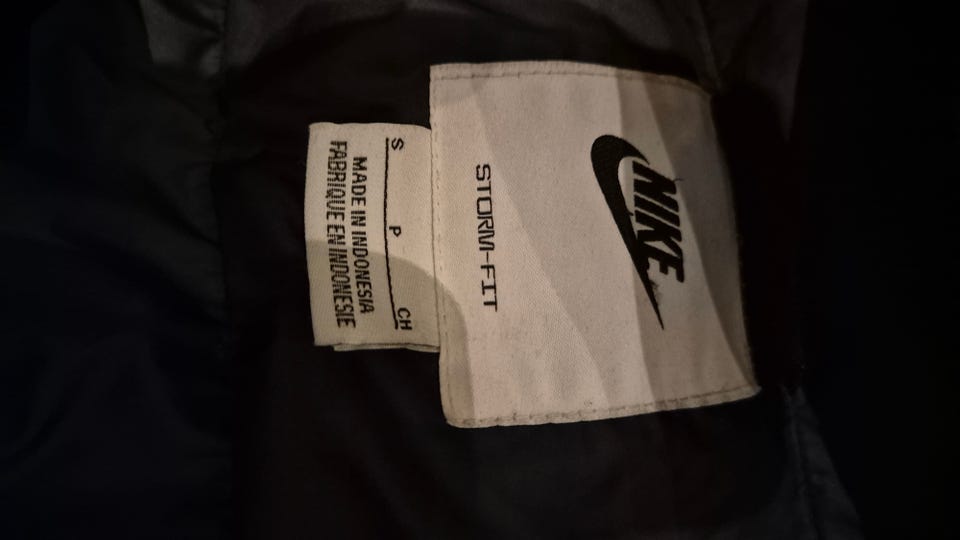 NIKE
STORM-FIT
S P CH
MADE IN INDONESIA
FABRIQUE EN INDONESIE